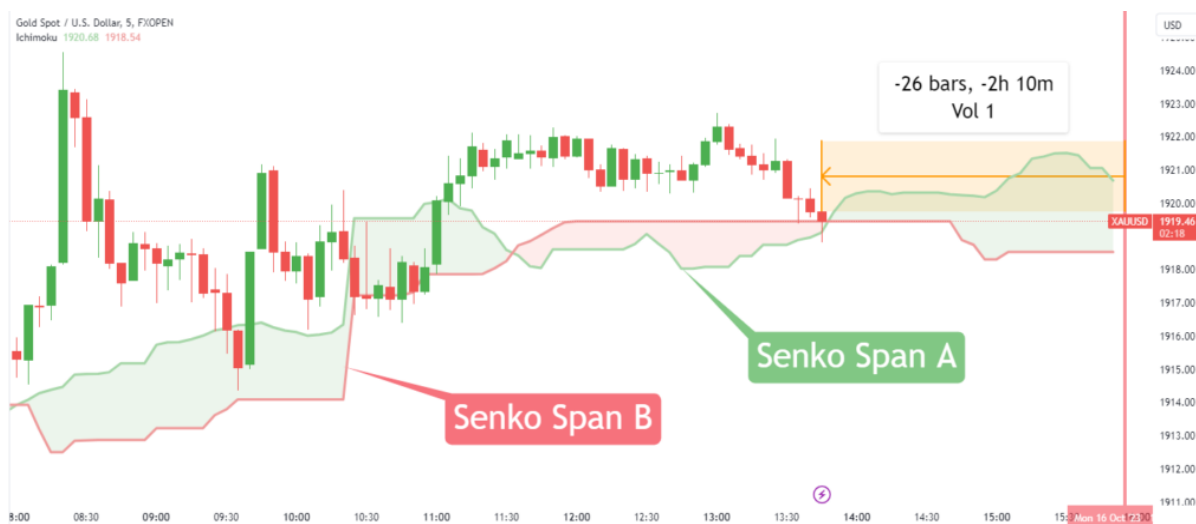 Gold Spot / U.S. Dollar, 5, FXOPEN
Ichimoku 1920.68 1918.54
USD
1924.00
1923.00
1922.00
1921.00
1920.00
XAUUSD 1919.46
02:18
1918.00
1917.00
1916.00
1915.00
1914.00
1913.00
1912.00
1911.00
-26 bars, -2h 10m
Vol 1
Senko Span A
Senko Span B
08:30 09:00 09:30 10:00 10:30 11:00 11:30 12:00 12:30 13:00 13:30 14:00 14:30 15:00
Mon 16 Oct